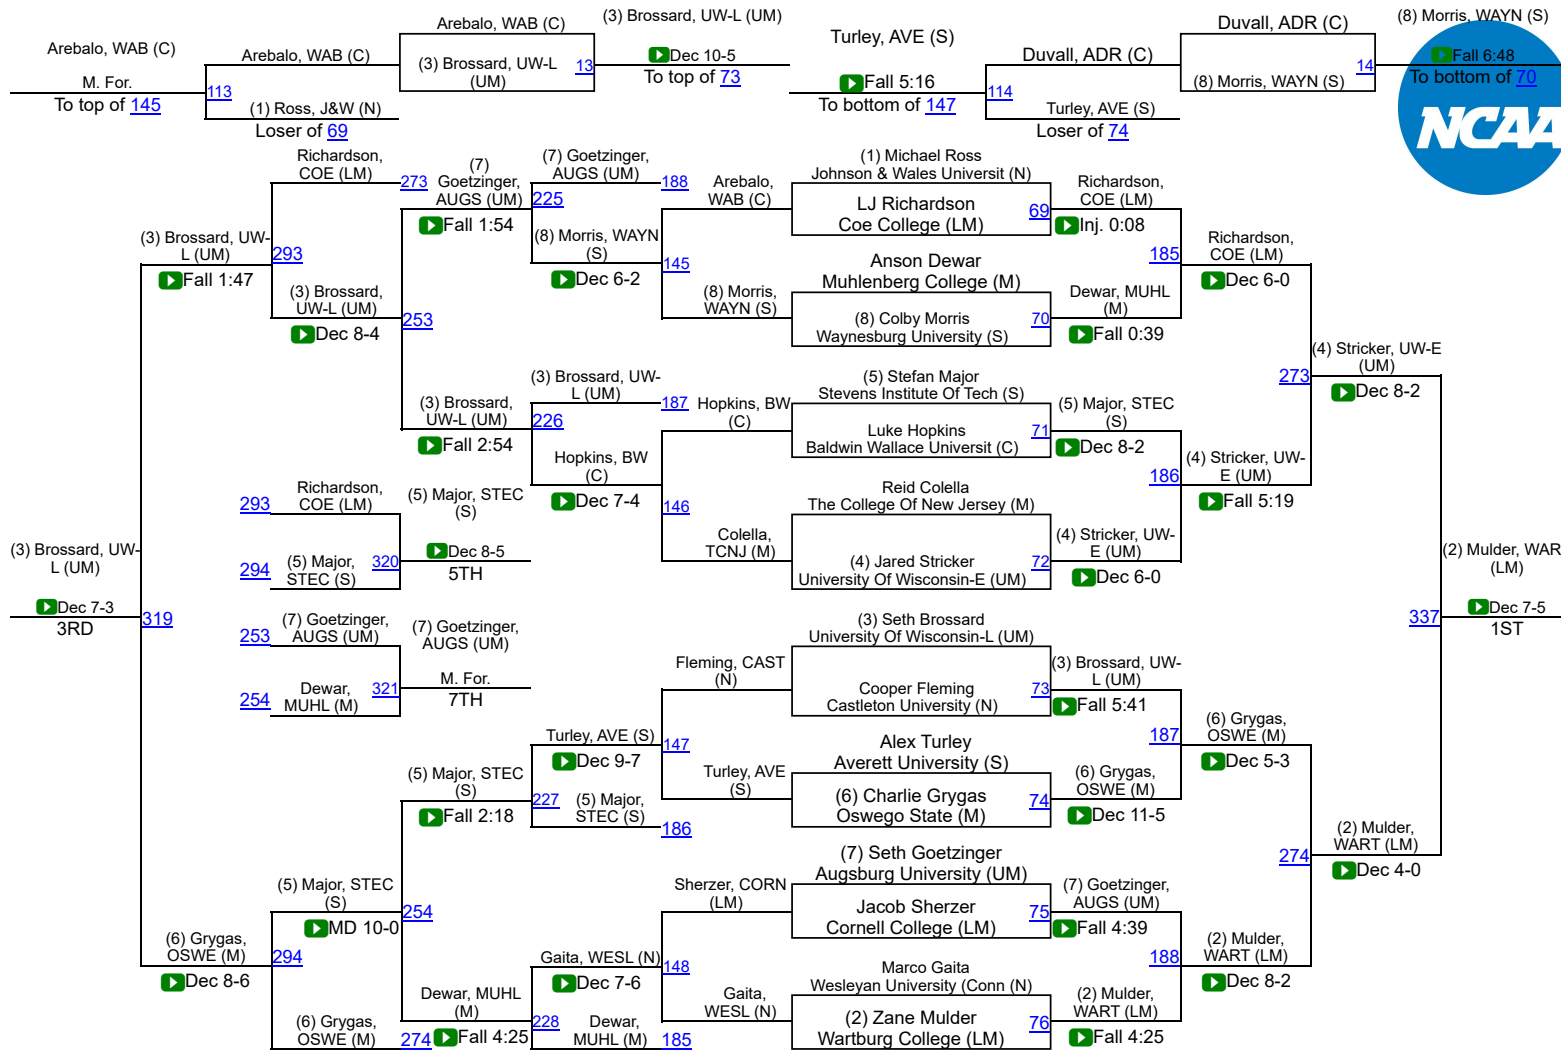 Arebalo, WAB (C)
M. For.
To top of 145
Arebalo, WAB (C)
113
(1) Ross, J&W (N)
Loser of 69
Arebalo, WAB (C)
(3) Brossard, UW-L
(UM)
13
(3) Brossard, UW-L (UM)
Dec 10-5
To top of 73
Turley, AVE (S)
Fall 5:16
To bottom of 147
Duvall, ADR (C)
114
Turley, AVE (S)
Loser of 74
Duvall, ADR (C)
(8) Morris, WAYN (S)
14
(8) Morris, WAYN (S)
Fall 6:48
To bottom of 70
NCAA
(3) Brossard, UW-
L (UM)
Dec 7-3
3RD
319
(3) Brossard, UW-
L (UM)
Fall 1:47
293
Richardson,
COE (LM)
273
(3) Brossard,
UW-L (UM)
Dec 8-4
253
(7)
Goetzinger,
AUGS (UM)
Fall 1:54
225
(7) Goetzinger,
AUGS (UM)
188
(8) Morris, WAYN
(S)
Dec 6-2
145
Arebalo,
WAB (C)
(8) Morris,
WAYN (S)
(3) Brossard,
UW-L (UM)
Fall 2:54
226
(3) Brossard, UW-
L (UM)
187
Hopkins, BW
(C)
Dec 7-4
146
Hopkins, BW
(C)
Colella,
TCNJ (M)
293
Richardson,
COE (LM)
294
(5) Major,
STEC (S)
320
(5) Major, STEC
(S)
Dec 8-5
5TH
253
(7) Goetzinger,
AUGS (UM)
254
Dewar,
MUHL (M)
321
(7) Goetzinger,
AUGS (UM)
M. For.
7TH
(6) Grygas,
OSWE (M)
Dec 8-6
294
(5) Major, STEC
(S)
MD 10-0
254
(6) Grygas,
OSWE (M)
274
(5) Major, STEC
(S)
Fall 2:18
227
Turley, AVE (S)
Dec 9-7
147
(5) Major,
STEC (S)
186
Fleming, CAST
(N)
Turley, AVE
(S)
Dewar, MUHL
(M)
Fall 4:25
228
Gaita, WESL (N)
Dec 7-6
148
Dewar,
MUHL (M)
185
Sherzer, CORN
(LM)
Gaita,
WESL (N)
(1) Michael Ross
Johnson & Wales Universit (N)
LJ Richardson
Coe College (LM)
69
Richardson,
COE (LM)
Inj. 0:08
Anson Dewar
Muhlenberg College (M)
(8) Colby Morris
Waynesburg University (S)
70
Dewar, MUHL
(M)
Fall 0:39
185
Richardson,
COE (LM)
Dec 6-0
(5) Stefan Major
Stevens Institute Of Tech (S)
Luke Hopkins
Baldwin Wallace Universit (C)
71
(5) Major, STEC
(S)
Dec 8-2
Reid Colella
The College Of New Jersey (M)
(4) Jared Stricker
University Of Wisconsin-E (UM)
72
(4) Stricker, UW-
E (UM)
Dec 6-0
186
(4) Stricker, UW-
E (UM)
Fall 5:19
273
(4) Stricker, UW-E
(UM)
Dec 8-2
(3) Seth Brossard
University Of Wisconsin-L (UM)
Cooper Fleming
Castleton University (N)
73
(3) Brossard, UW-
L (UM)
Fall 5:41
Alex Turley
Averett University (S)
(6) Charlie Grygas
Oswego State (M)
74
(6) Grygas,
OSWE (M)
Dec 11-5
187
(6) Grygas,
OSWE (M)
Dec 5-3
(7) Seth Goetzinger
Augsburg University (UM)
Jacob Sherzer
Cornell College (LM)
75
(7) Goetzinger,
AUGS (UM)
Fall 4:39
Marco Gaita
Wesleyan University (Conn (N)
(2) Zane Mulder
Wartburg College (LM)
76
(2) Mulder,
WART (LM)
Fall 4:25
188
(2) Mulder,
WART (LM)
Dec 8-2
274
(2) Mulder,
WART (LM)
Dec 4-0
337
(2) Mulder, WAR
(LM)
Dec 7-5
1ST